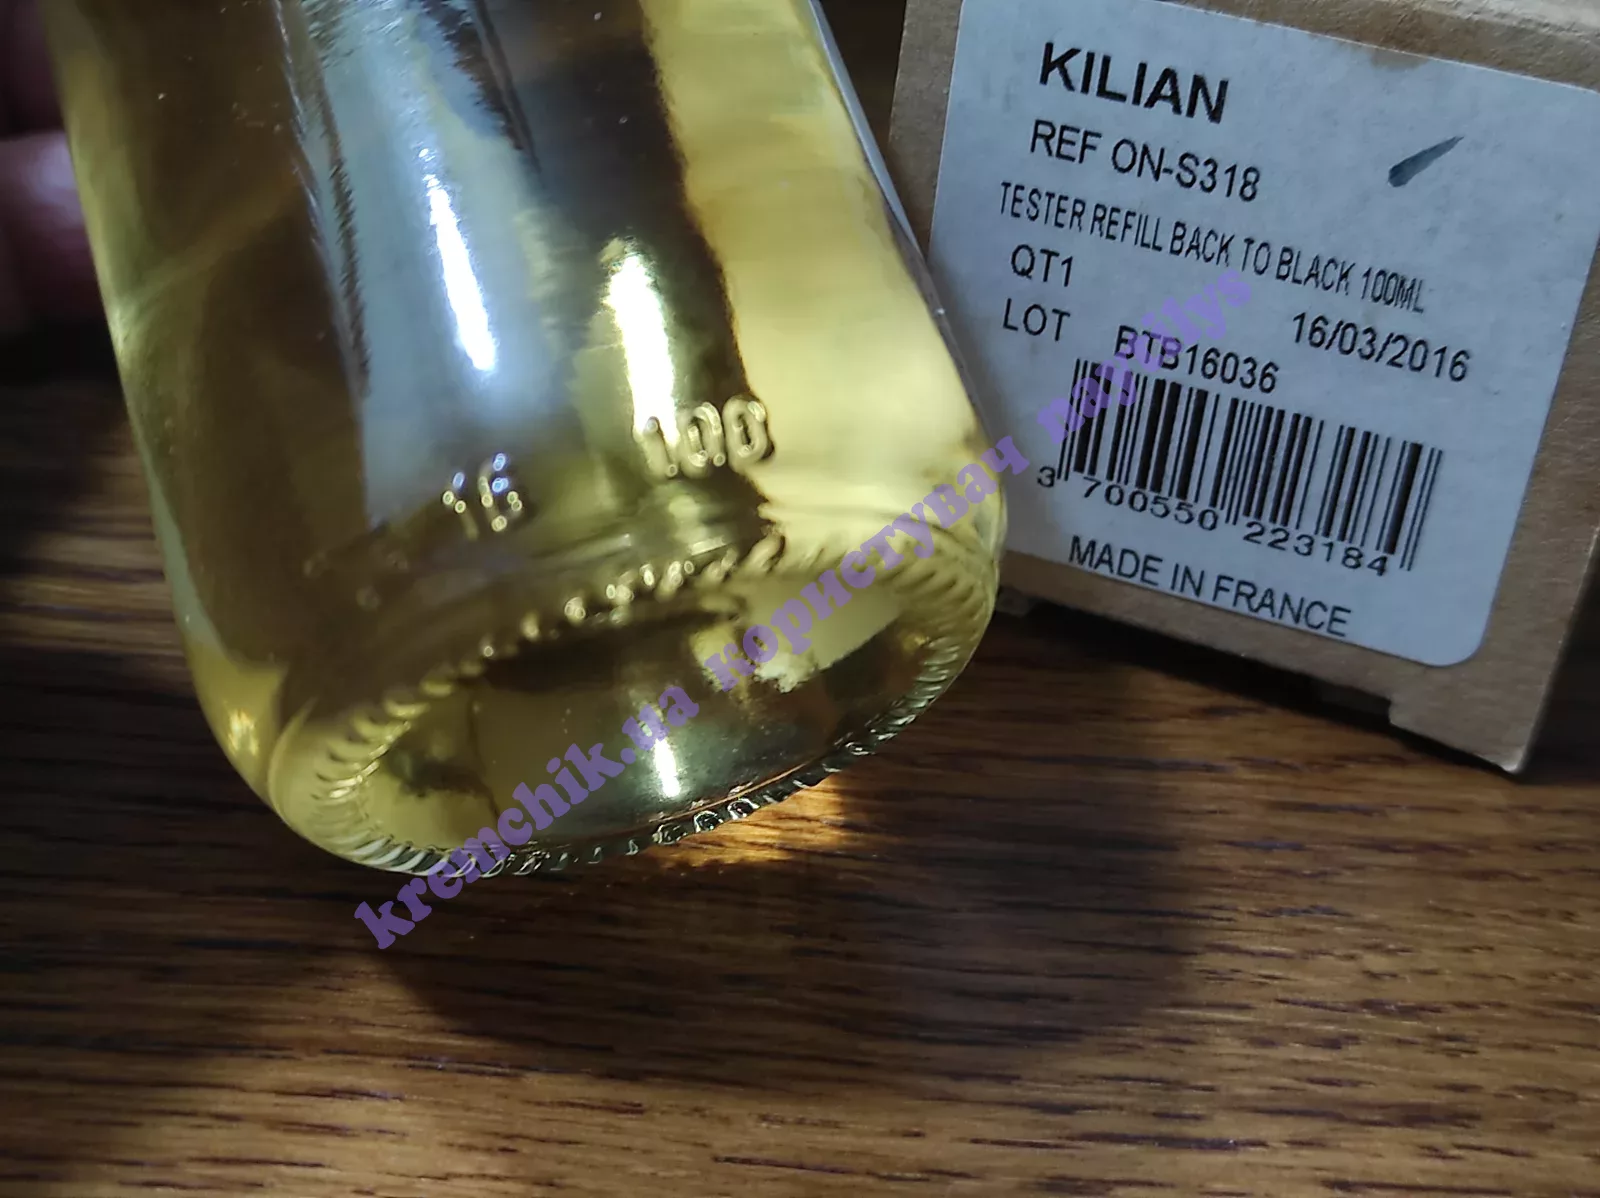 KILIAN
REF ON-S318
TESTER REFILL BACK TO BLACK 100ML
QT1
16/03/2016
LOT BTB16036
3 700550 223184
MADE IN FRANCE
16
100
kremchik.ua користувач naydilys